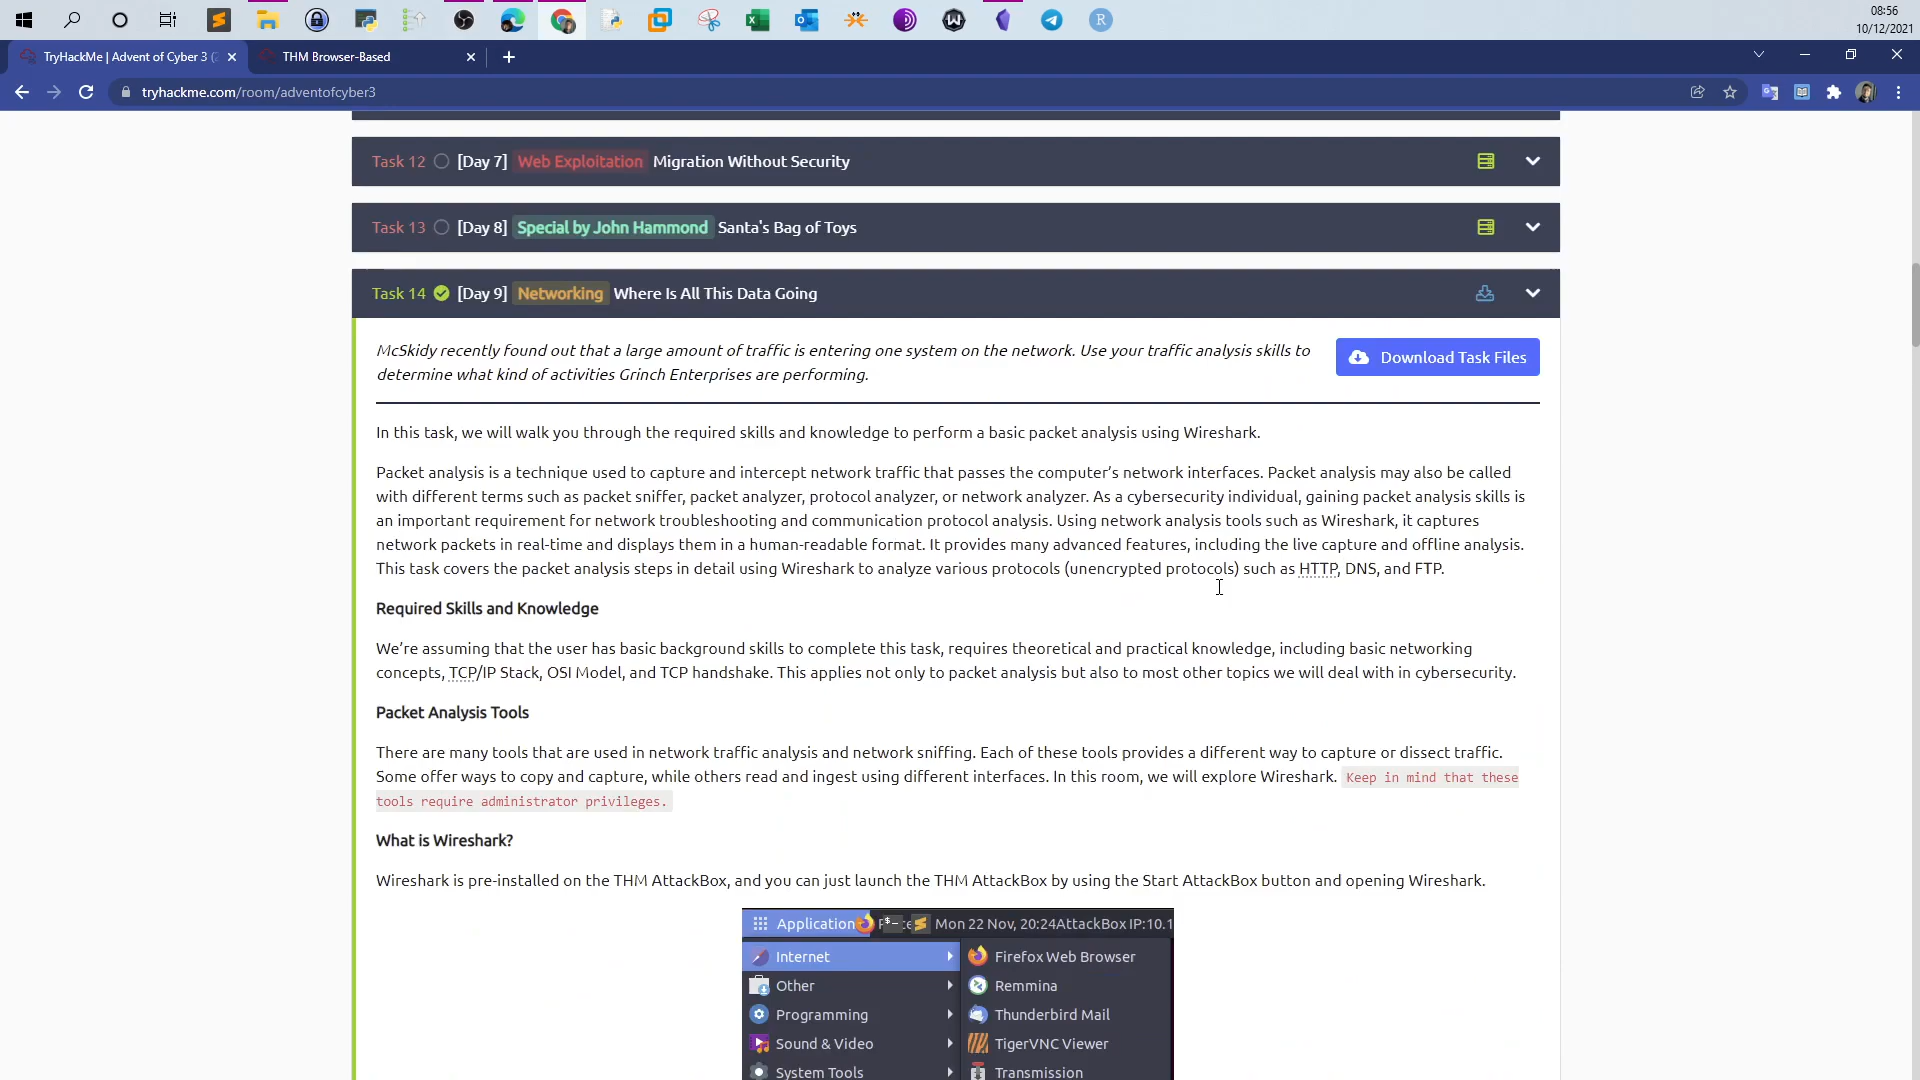 08:56
10/12/2021
TryHackMe | Advent of Cyber 3 (
THM Browser-Based
tryhackme.com/room/adventofcyber3
Task 12 [Day 7] Web Exploitation Migration Without Security
Task 13 [Day 8] Special by John Hammond Santa's Bag of Toys
Task 14 [Day 9] Networking Where Is All This Data Going
McSkidy recently found out that a large amount of traffic is entering one system on the network. Use your traffic analysis skills to
determine what kind of activities Grinch Enterprises are performing.
Download Task Files
In this task, we will walk you through the required skills and knowledge to perform a basic packet analysis using Wireshark.
Packet analysis is a technique used to capture and intercept network traffic that passes the computer’s network interfaces. Packet analysis may also be called
with different terms such as packet sniffer, packet analyzer, protocol analyzer, or network analyzer. As a cybersecurity individual, gaining packet analysis skills is
an important requirement for network troubleshooting and communication protocol analysis. Using network analysis tools such as Wireshark, it captures
network packets in real-time and displays them in a human-readable format. It provides many advanced features, including the live capture and offline analysis.
This task covers the packet analysis steps in detail using Wireshark to analyze various protocols (unencrypted protocols) such as HTTP, DNS, and FTP.
Required Skills and Knowledge
We’re assuming that the user has basic background skills to complete this task, requires theoretical and practical knowledge, including basic networking
concepts, TCP/IP Stack, OSI Model, and TCP handshake. This applies not only to packet analysis but also to most other topics we will deal with in cybersecurity.
Packet Analysis Tools
There are many tools that are used in network traffic analysis and network sniffing. Each of these tools provides a different way to capture or dissect traffic.
Some offer ways to copy and capture, while others read and ingest using different interfaces. In this room, we will explore Wireshark. Keep in mind that these
tools require administrator privileges.
What is Wireshark?
Wireshark is pre-installed on the THM AttackBox, and you can just launch the THM AttackBox by using the Start AttackBox button and opening Wireshark.
Application Mon 22 Nov, 20:24 AttackBox IP:10.1
Internet
Firefox Web Browser
Other
Remmina
Programming
Thunderbird Mail
Sound & Video
TigerVNC Viewer
System Tools
Transmission